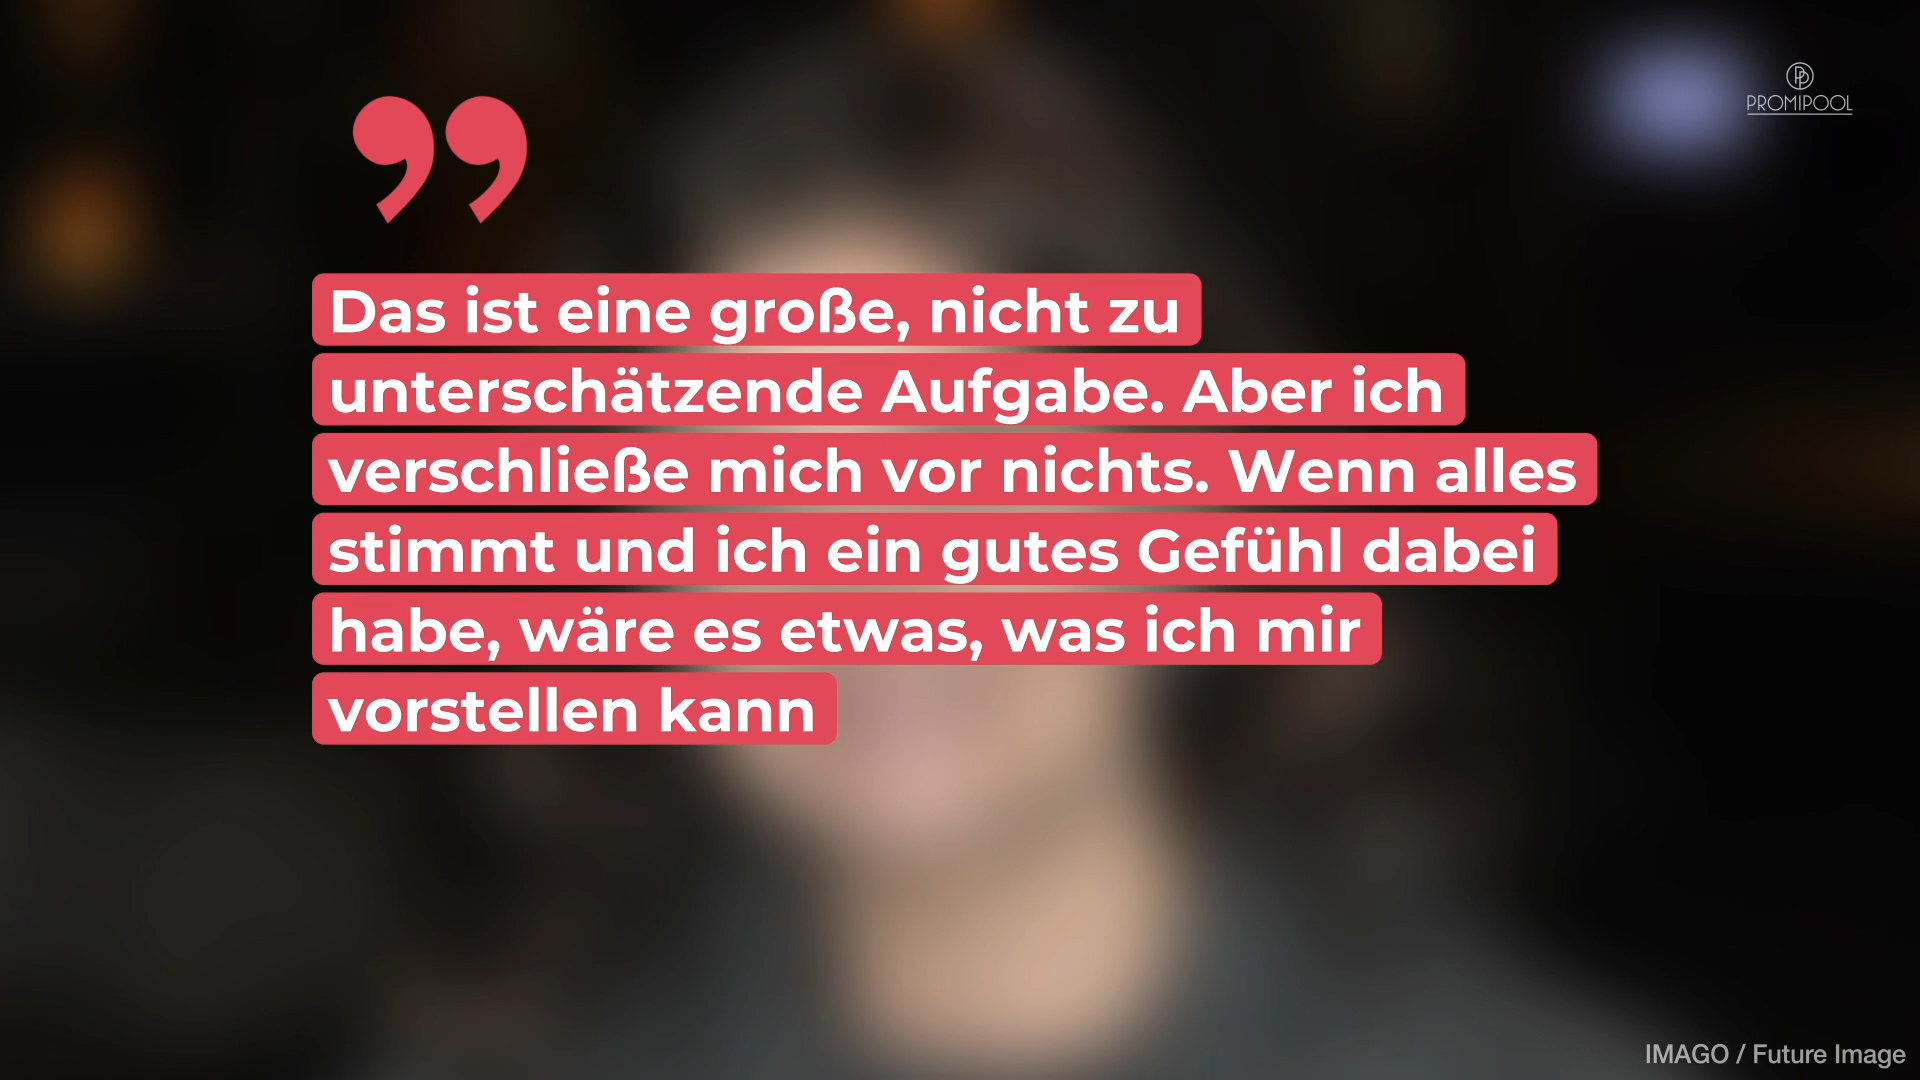 PROMIPOOL
Das ist eine große, nicht zu
unterschätzende Aufgabe. Aber ich
verschließe mich vor nichts. Wenn alles
stimmt und ich ein gutes Gefühl dabei
habe, wäre es etwas, was ich mir
vorstellen kann
IMAGO / Future Image